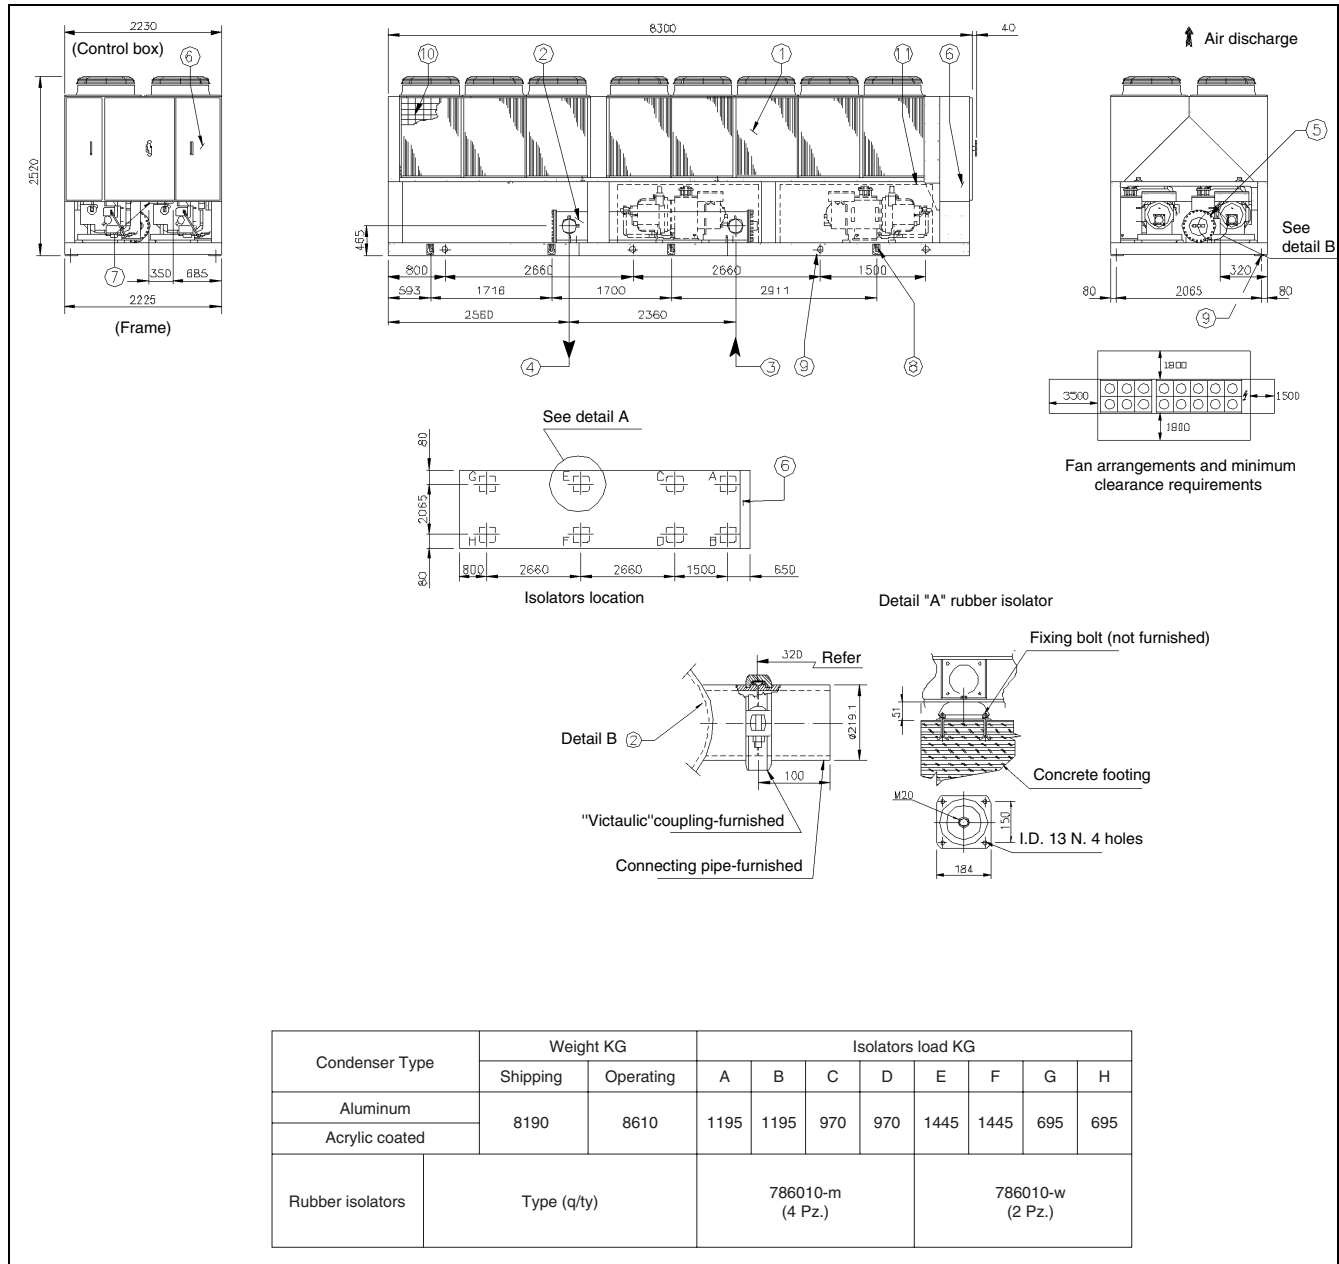 2230
(Control box)
6
2520
7
350
685
2225
(Frame)
8300
40
10
2
1
11
6
465
800
2660
2660
1500
593
1716
1700
2911
2560
2360
4
3
9
8
Air discharge
5
See
detail B
320
80
2065
80
9
1800
3500
1500
1800
Fan arrangements and minimum
clearance requirements
See detail A
80
G
E
C
A
6
2065
H
F
D
B
80
800
2660
2660
1500
650
Isolators location
Detail "A" rubber isolator
Fixing bolt (not furnished)
320
Refer
51
Detail B
2
ø219.1
100
Concrete footing
"Victaulic"coupling-furnished
M20
150
I.D. 13 N. 4 holes
Connecting pipe-furnished
184
Condenser Type
Weight KG
Isolators load KG
Shipping
Operating
A
B
C
D
E
F
G
H
Aluminum
Acrylic coated
8190
8610
1195
1195
970
970
1445
1445
695
695
Rubber isolators
Type (q/ty)
786010-m
(4 Pz.)
786010-w
(2 Pz.)